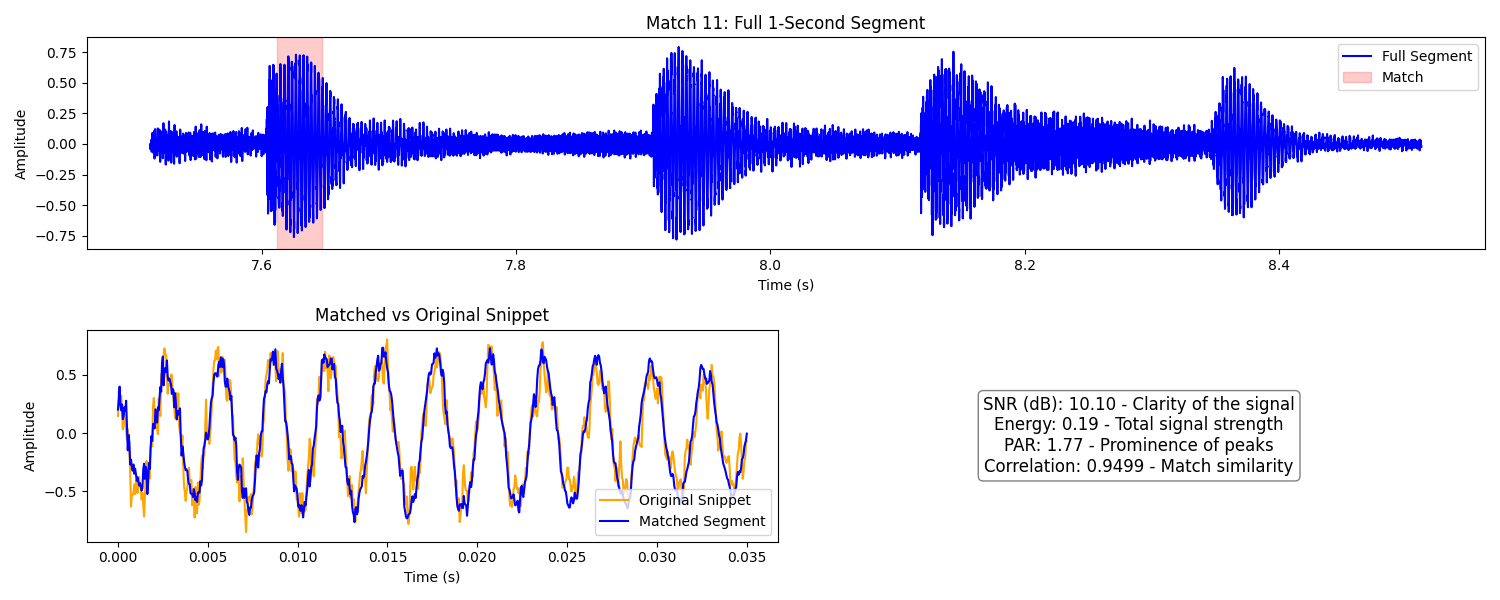 Match 11: Full 1-Second Segment
Amplitude
0.75
0.50
0.25
0.00
−0.25
−0.50
−0.75
Full Segment
Match
7.6
7.8
8.0
8.2
8.4
Time (s)
Matched vs Original Snippet
Amplitude
0.5
0.0
−0.5
Original Snippet
Matched Segment
0.000
0.005
0.010
0.015
0.020
0.025
0.030
0.035
Time (s)
SNR (dB): 10.10 - Clarity of the signal
Energy: 0.19 - Total signal strength
PAR: 1.77 - Prominence of peaks
Correlation: 0.9499 - Match similarity